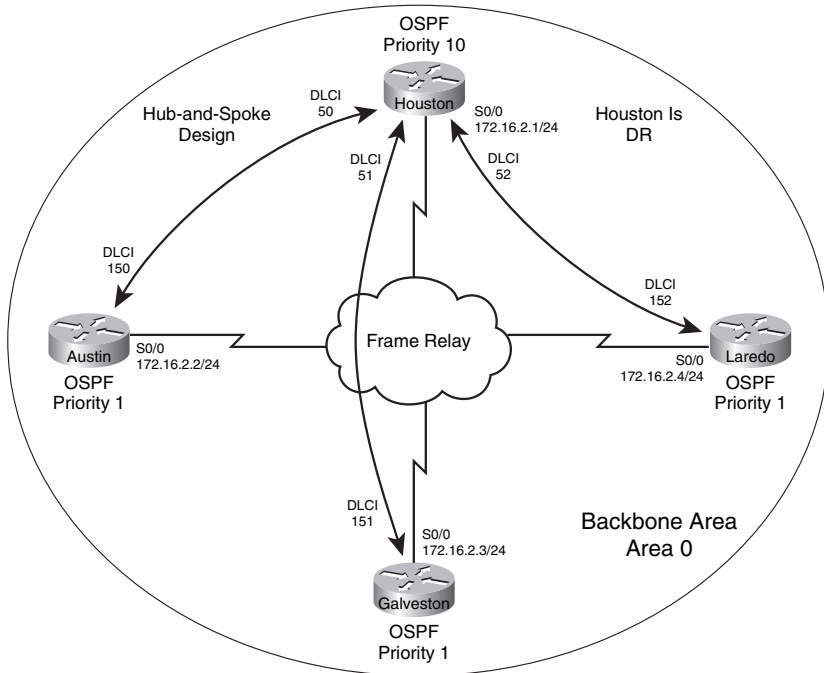 OSPF
Priority 10
Houston
Hub-and-Spoke
Design
DLCI
50
DLCI
51
S0/0
172.16.2.1/24
DLCI
52
Houston Is
DR
DLCI
150
DLCI
152
Frame Relay
Austin
S0/0
172.16.2.2/24
OSPF
Priority 1
Laredo
S0/0
172.16.2.4/24
OSPF
Priority 1
DLCI
151
S0/0
172.16.2.3/24
Galveston
OSPF
Priority 1
Backbone Area
Area 0